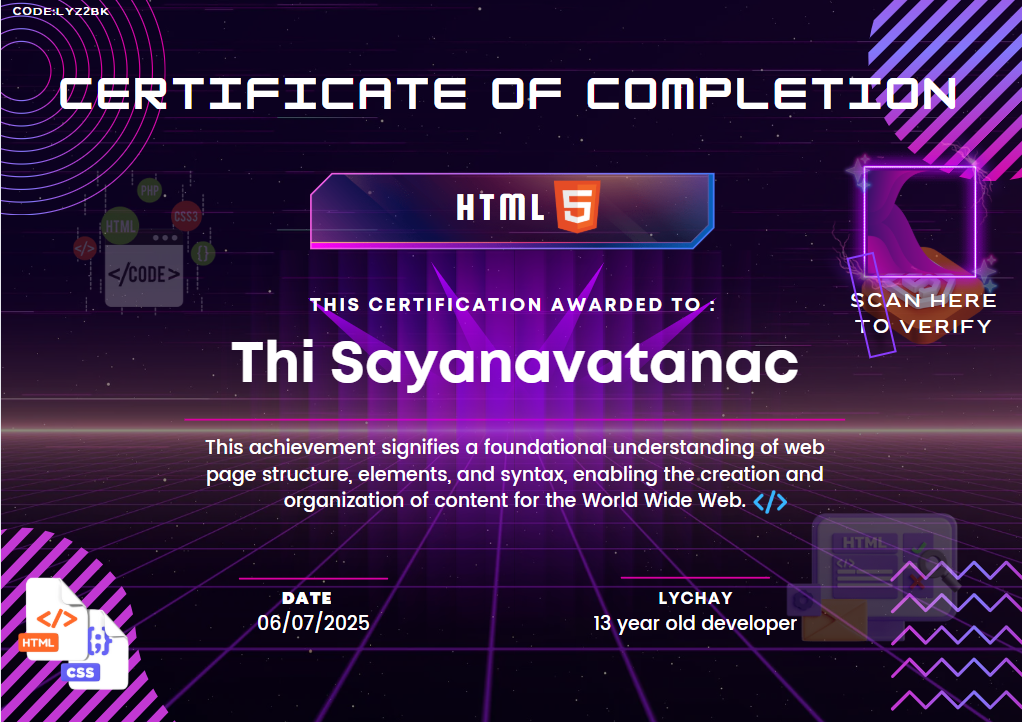 CODE:LYZ2BK
CERTIFICATE OF COMPLETION
PHP
HTML
CSS3
</>
{}
</CODE>
HTML 5
SCAN HERE
TO VERIFY
THIS CERTIFICATION AWARDED TO :
Thi Sayanavatanac
This achievement signifies a foundational understanding of web
page structure, elements, and syntax, enabling the creation and
organization of content for the World Wide Web. </>
HTML
</>
DATE
06/07/2025
LYCHAY
13 year old developer
</>
HTML
{;}
CSS